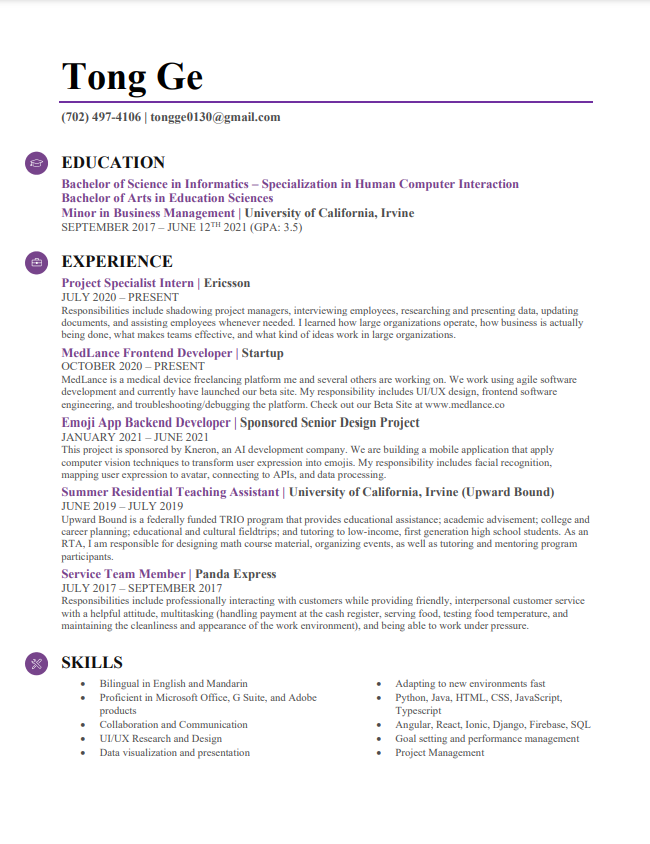 Tong Ge
(702) 497-4106 | tongge0130@gmail.com
EDUCATION
Bachelor of Science in Informatics – Specialization in Human Computer Interaction
Bachelor of Arts in Education Sciences
Minor in Business Management | University of California, Irvine
SEPTEMBER 2017 – JUNE 12TH 2021 (GPA: 3.5)
EXPERIENCE
Project Specialist Intern | Ericsson
JULY 2020 – PRESENT
Responsibilities include shadowing project managers, interviewing employees, researching and presenting data, updating
documents, and assisting employees whenever needed. I learned how large organizations operate, how business is actually
being done, what makes teams effective, and what kind of ideas work in large organizations.
MedLance Frontend Developer | Startup
OCTOBER 2020 – PRESENT
MedLance is a medical device freelancing platform me and several others are working on. We work using agile software
development and currently have launched our beta site. My responsibility includes UI/UX design, frontend software
engineering, and troubleshooting/debugging the platform. Check out our Beta Site at www.medlance.co
Emoji App Backend Developer | Sponsored Senior Design Project
JANUARY 2021 – JUNE 2021
This project is sponsored by Kneron, an AI development company. We are building a mobile application that apply
computer vision techniques to transform user expression into emojis. My responsibility includes facial recognition,
mapping user expression to avatar, connecting to APIs, and data processing.
Summer Residential Teaching Assistant | University of California, Irvine (Upward Bound)
JUNE 2019 – JULY 2019
Upward Bound is a federally funded TRIO program that provides educational assistance; academic advisement; college and
career planning; educational and cultural fieldtrips; and tutoring to low-income, first generation high school students. As an
RTA, I am responsible for designing math course material, organizing events, as well as tutoring and mentoring program
participants.
Service Team Member | Panda Express
JULY 2017 – SEPTEMBER 2017
Responsibilities include professionally interacting with customers while providing friendly, interpersonal customer service
with a helpful attitude, multitasking (handling payment at the cash register, serving food, testing food temperature, and
maintaining the cleanliness and appearance of the work environment), and being able to work under pressure.
SKILLS
• Bilingual in English and Mandarin
• Proficient in Microsoft Office, G Suite, and Adobe
products
• Collaboration and Communication
• UI/UX Research and Design
• Data visualization and presentation
• Adapting to new environments fast
• Python, Java, HTML, CSS, JavaScript,
Typescript
• Angular, React, Ionic, Django, Firebase, SQL
• Goal setting and performance management
• Project Management